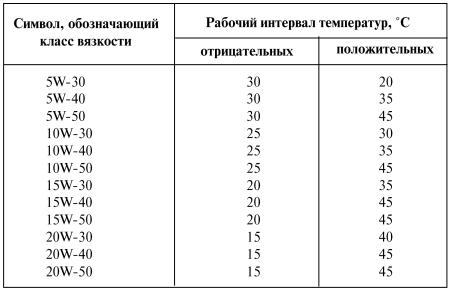 Символ, обозначающий класс вязкости
Рабочий интервал температур, °С
отрицательных положительных
5W-30 30 20
5W-40 30 35
5W-50 30 45
10W-30 25 30
10W-40 25 35
10W-50 25 45
15W-30 20 35
15W-40 20 45
15W-50 20 45
20W-30 15 40
20W-40 15 45
20W-50 15 45